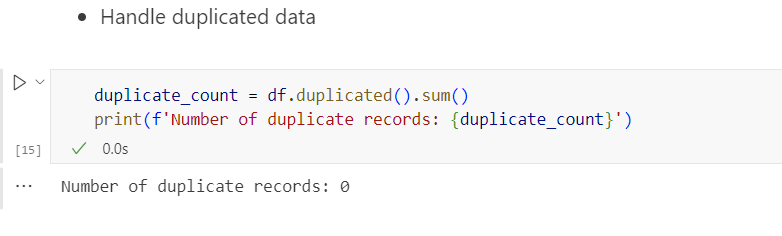 • Handle duplicated data
duplicate_count = df.duplicated().sum()
print(f'Number of duplicate records: {duplicate_count}')
[15]
0.0s
Number of duplicate records: 0